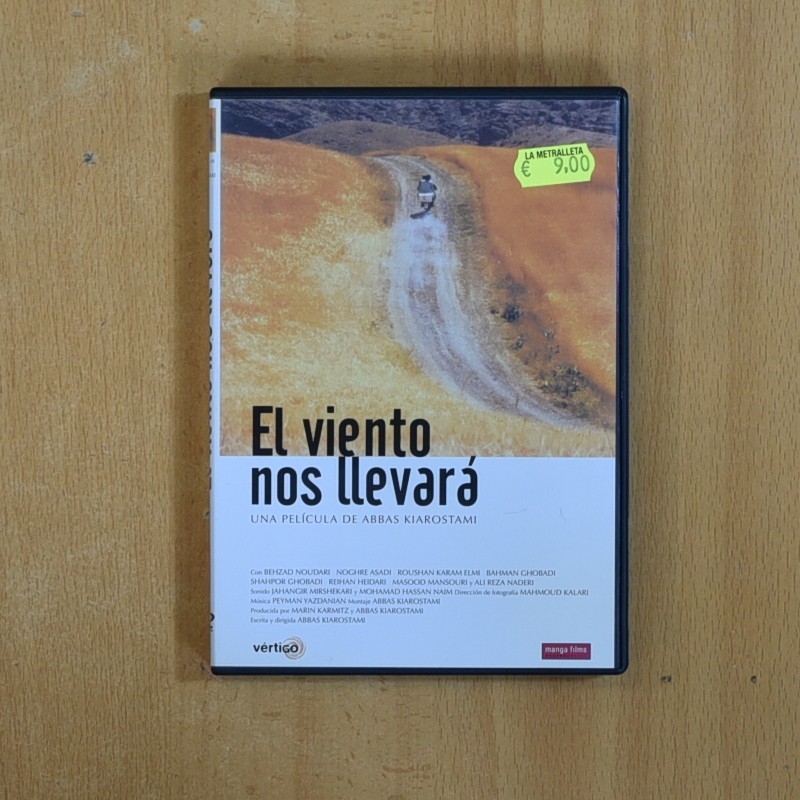 LA METRALLETA
€ 9,00
El viento
nos llevará
UNA PELÍCULA DE ABBAS KIAROSTAMI
Con BEHZAD NOUDARI | NOGHRE ASADI | ROUSHAN KARAM ELMI | BAHMAN GHOBADI
SHAHPOR GHOBADI | REIHAN HEIDARI | MASOOD MANSOURI y ALI REZA NADERI
Sonido JAHANGIR MIRSHEKARI y MOHAMAD HASSAN NAIM Dirección de fotografía MAHMOUD KALARI
Música PEYMAN YAZDANIAN Montaje ABBAS KIAROSTAMI
Producida por MARIN KARMITZ y ABBAS KIAROSTAMI
Escrita y dirigida ABBAS KIAROSTAMI
vértigo
manga films